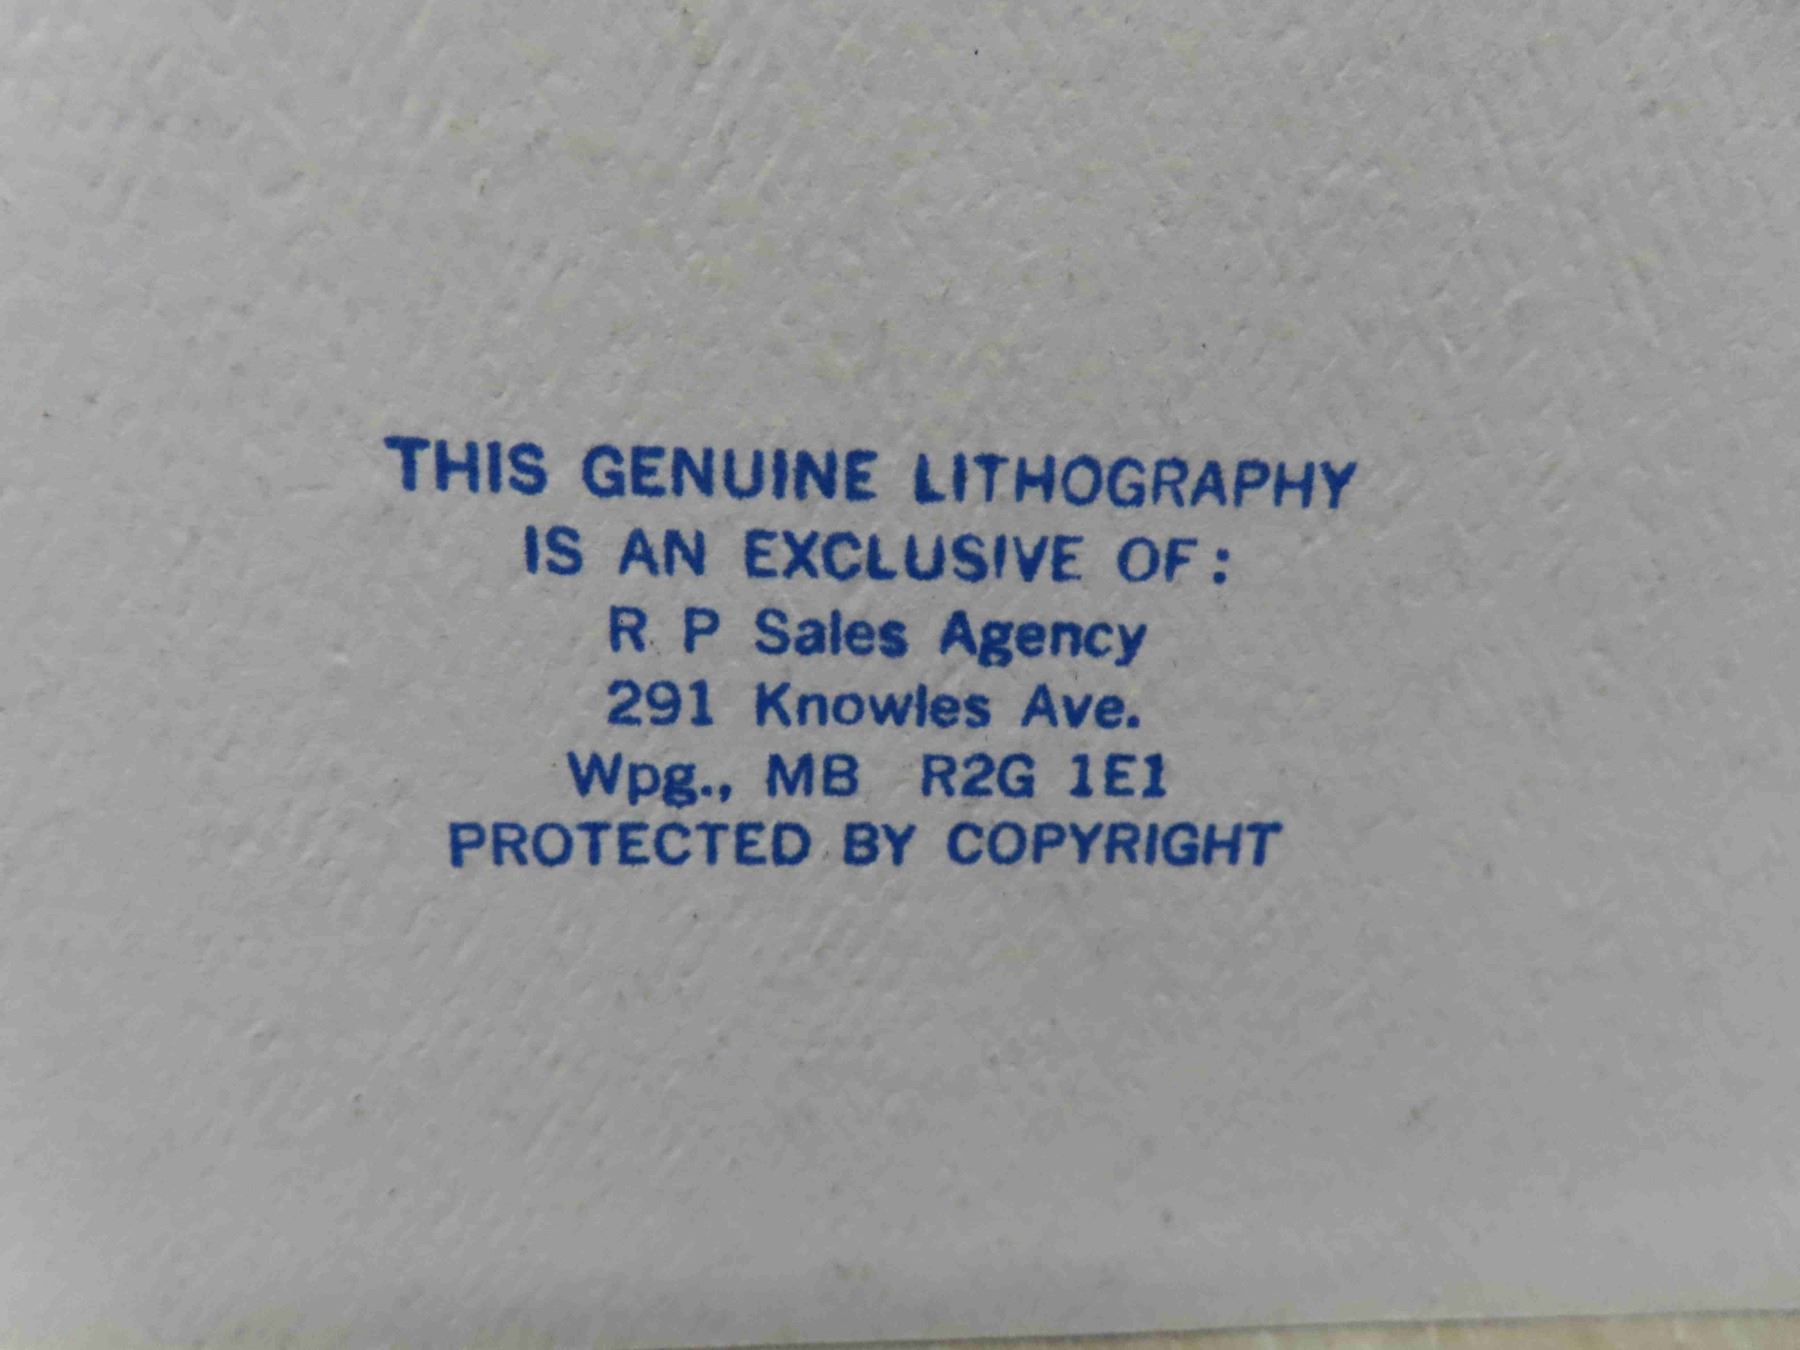 THIS GENUINE LITHOGRAPHY
IS AN EXCLUSIVE OF:
R P Sales Agency
291 Knowles Ave.
Wpg., MB R2G 1E1
PROTECTED BY COPYRIGHT